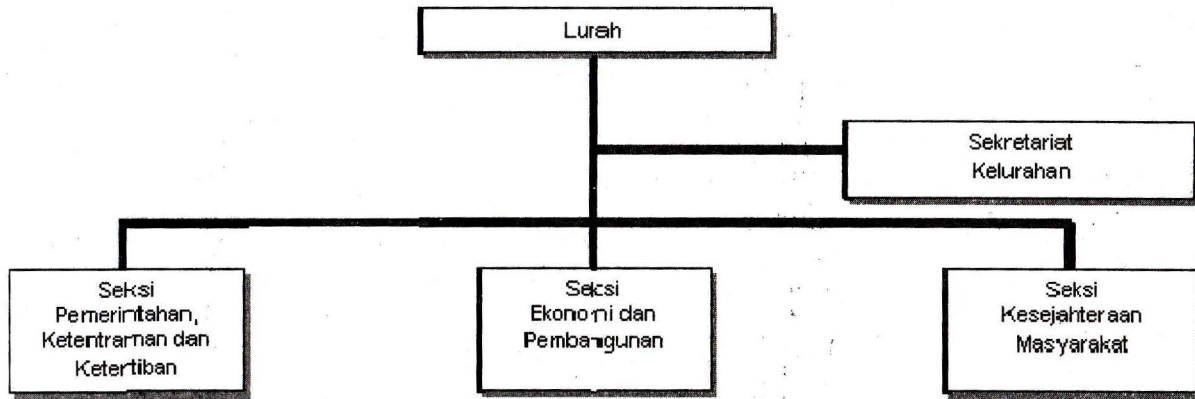 Lurah
Sekretariat
Kelurahan
Seksi
Pemerintahan,
Ketentraman dan
Ketertiban
Seksi
Ekonomi dan
Pembangunan
Seksi
Kesejahteraan
Masyarakat